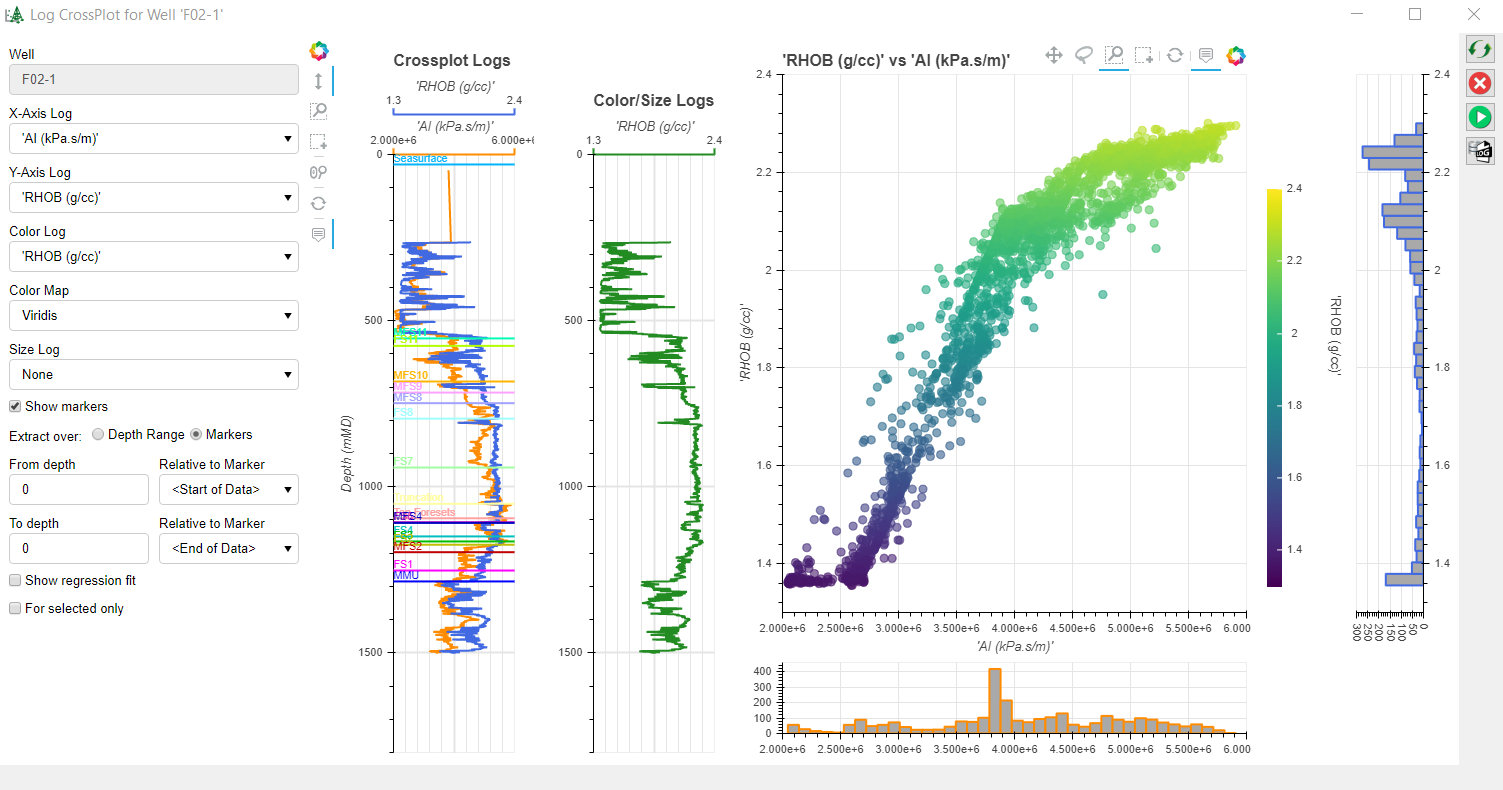 Log CrossPlot for Well 'F02-1'
Well
F02-1
X-Axis Log
'AI (kPa.s/m)'
Y-Axis Log
'RHOB (g/cc)'
Color Log
'RHOB (g/cc)'
Color Map
Viridis
Size Log
None
Show markers
Extract over: Depth Range Markers
From depth Relative to Marker
0 <Start of Data>
To depth Relative to Marker
0 <End of Data>
Show regression fit
For selected only
Crossplot Logs
'RHOB (g/cc)'
1.3 2.4
'AI (kPa.s/m)'
2.000e+6 6.000e+
0
500
1000
1500
Depth (mMD)
Seasurface
MFS11
FS11
MFS10
MFS9
MFS8
FS8
FS7
Truncation
Top Foresets
MFS4
FS4
MFS2
FS1
MMU
Color/Size Logs
'RHOB (g/cc)'
1.3 2.4
0
500
1000
1500
'RHOB (g/cc)' vs 'AI (kPa.s/m)'
2.4
2.2
2
1.8
1.6
1.4
'RHOB (g/cc)'
2.000e+6 2.500e+6 3.000e+6 3.500e+6 4.000e+6 4.500e+6 5.000e+6 5.500e+6 6.000
'AI (kPa.s/m)'
2.4
2.2
2
1.8
1.6
1.4
'RHOB (g/cc)'
2.4
2.2
2
1.8
1.6
1.4
300 250 200 150 100 50 0
400
300
200
100
0
2.000e+6 2.500e+6 3.000e+6 3.500e+6 4.000e+6 4.500e+6 5.000e+6 5.500e+6 6.000
LOG